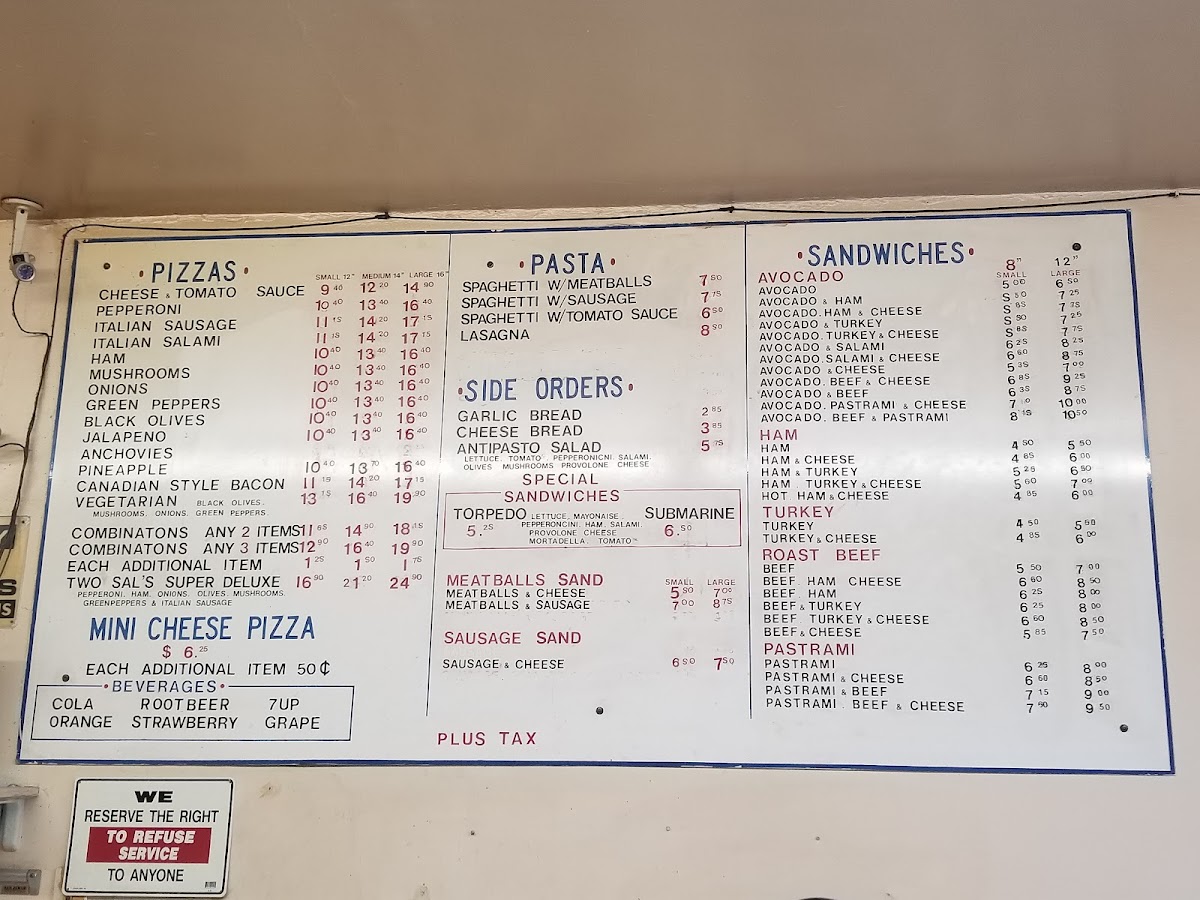 • PIZZAS •
SMALL 12" MEDIUM 14" LARGE 16"
CHEESE & TOMATO SAUCE 9.40 12.20 14.90
PEPPERONI 10.40 13.40 16.40
ITALIAN SAUSAGE 11.15 14.20 17.15
ITALIAN SALAMI 11.15 14.20 17.15
HAM 10.40 13.40 16.40
MUSHROOMS 10.40 13.40 16.40
ONIONS 10.40 13.40 16.40
GREEN PEPPERS 10.40 13.40 16.40
BLACK OLIVES 10.40 13.40 16.40
JALAPENO 10.40 13.40 16.40
ANCHOVIES
PINEAPPLE 10.40 13.70 16.40
CANADIAN STYLE BACON 11.15 14.20 17.15
VEGETARIAN BLACK OLIVES. 13.15 16.40 19.90
MUSHROOMS. ONIONS. GREEN PEPPERS.
COMBINATONS ANY 2 ITEMS 11.65 14.90 18.15
COMBINATONS ANY 3 ITEMS 12.90 16.40 19.90
EACH ADDITIONAL ITEM 1.25 1.50 1.75
TWO SAL'S SUPER DELUXE 16.90 21.20 24.90
PEPPERONI. HAM. ONIONS. OLIVES. MUSHROOMS.
GREENPEPPERS & ITALIAN SAUSAGE
MINI CHEESE PIZZA
$ 6.25
EACH ADDITIONAL ITEM 50¢
• BEVERAGES •
COLA ROOTBEER 7UP
ORANGE STRAWBERRY GRAPE
• PASTA •
SPAGHETTI W/MEATBALLS 7.50
SPAGHETTI W/SAUSAGE 7.75
SPAGHETTI W/TOMATO SAUCE 6.50
LASAGNA 8.50
• SIDE ORDERS •
GARLIC BREAD 2.85
CHEESE BREAD 3.85
ANTIPASTO SALAD 5.75
LETTUCE. TOMATO. PEPPERONICNI. SALAMI.
OLIVES MUSHROOMS PROVOLONE CHEESE
SPECIAL
SANDWICHES
TORPEDO 5.25
LETTUCE. MAYONAISE.
PEPPERONCINI. HAM. SALAMI.
PROVOLONE CHEESE
MORTADELLA. TOMATO
SUBMARINE 6.50
MEATBALLS SAND SMALL LARGE
MEATBALLS & CHEESE 5.50 7.00
MEATBALLS & SAUSAGE 7.00 8.75
SAUSAGE SAND
SAUSAGE & CHEESE 6.50 7.50
PLUS TAX
• SANDWICHES •
8" 12"
AVOCADO SMALL LARGE
AVOCADO 5.00 6.50
AVOCADO & HAM 5.50 7.25
AVOCADO. HAM & CHEESE 5.85 7.75
AVOCADO & TURKEY 5.50 7.25
AVOCADO. TURKEY & CHEESE 5.85 7.75
AVOCADO & SALAMI 6.25 8.25
AVOCADO. SALAMI & CHEESE 6.60 8.75
AVOCADO & CHEESE 5.35 7.00
AVOCADO. BEEF & CHEESE 6.85 9.25
AVOCADO & BEEF 6.35 8.75
AVOCADO. PASTRAMI & CHEESE 10.00
AVOCADO. BEEF & PASTRAMI 8.15 10.50
HAM
HAM 4.50 5.50
HAM & CHEESE 4.85 6.00
HAM & TURKEY 5.25 6.50
HAM. TURKEY & CHEESE 5.60 7.00
HOT HAM & CHEESE 4.85 6.00
TURKEY
TURKEY 4.50 5.50
TURKEY & CHEESE 4.85 6.00
ROAST BEEF
BEEF 5.50 7.00
BEEF. HAM CHEESE 6.60 8.50
BEEF. HAM 6.25 8.00
BEEF & TURKEY 6.25 8.00
BEEF. TURKEY & CHEESE 6.60 8.50
BEEF & CHEESE 5.85 7.50
PASTRAMI
PASTRAMI 6.25 8.00
PASTRAMI & CHEESE 6.60 8.50
PASTRAMI & BEEF 7.15 9.00
PASTRAMI. BEEF & CHEESE 7.50 9.50
WE
RESERVE THE RIGHT
TO REFUSE
SERVICE
TO ANYONE